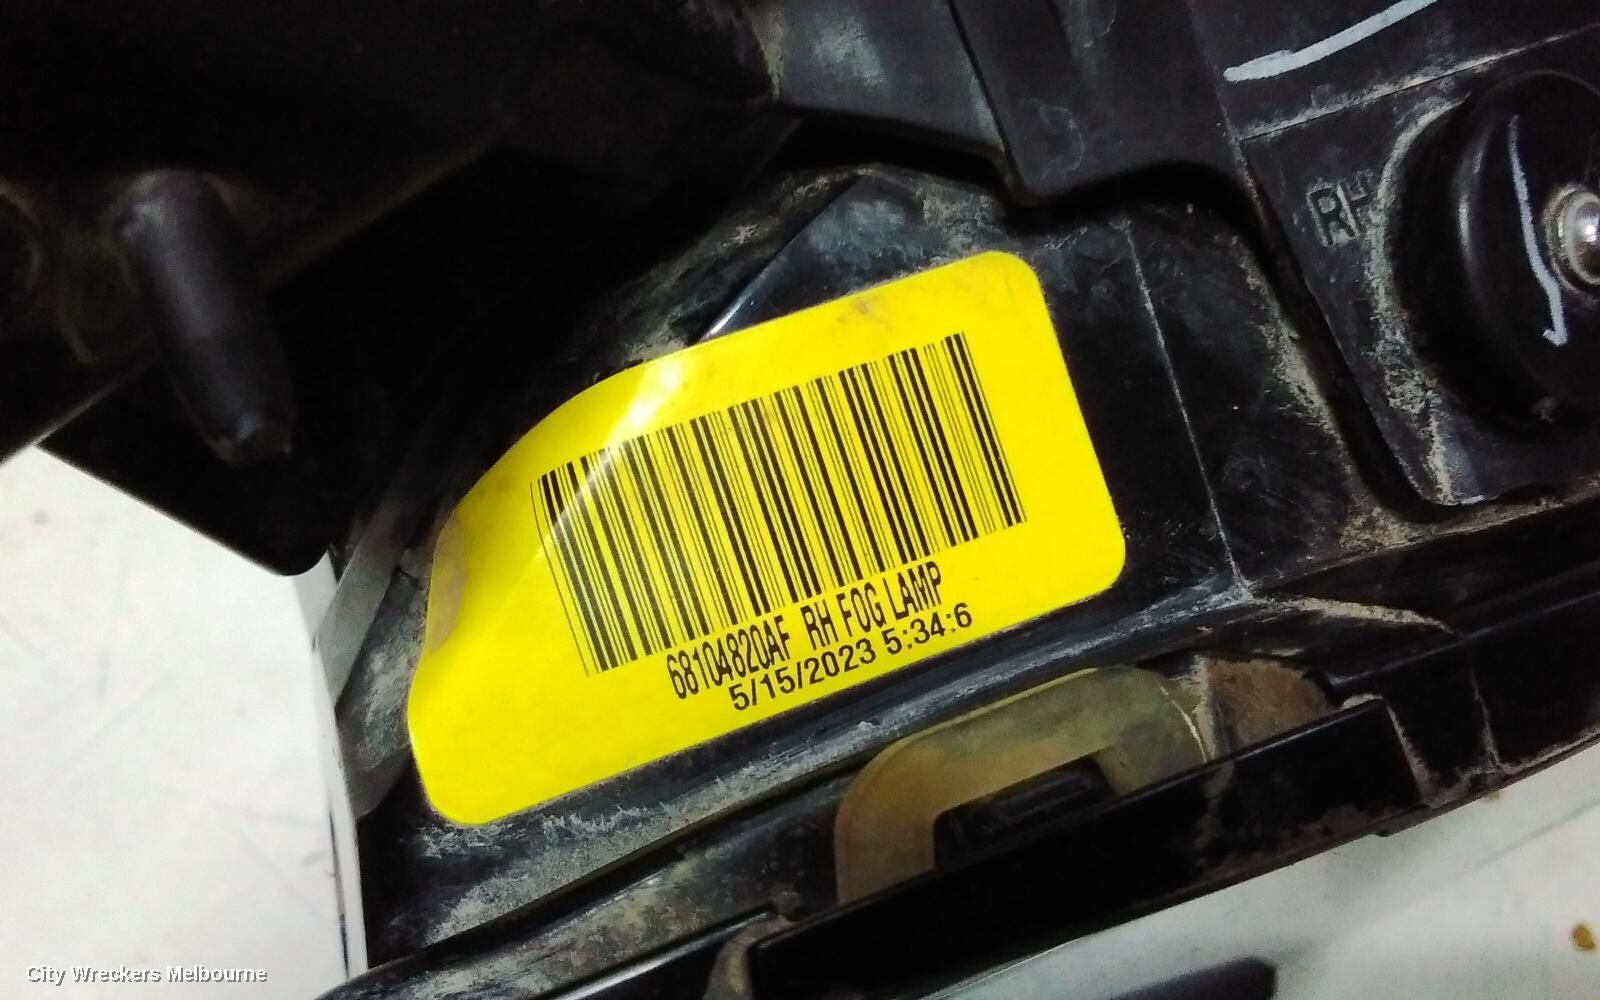 RH
68104820AF RH FOG LAMP
5/15/2023 5:34:6
City Wreckers Melbourne